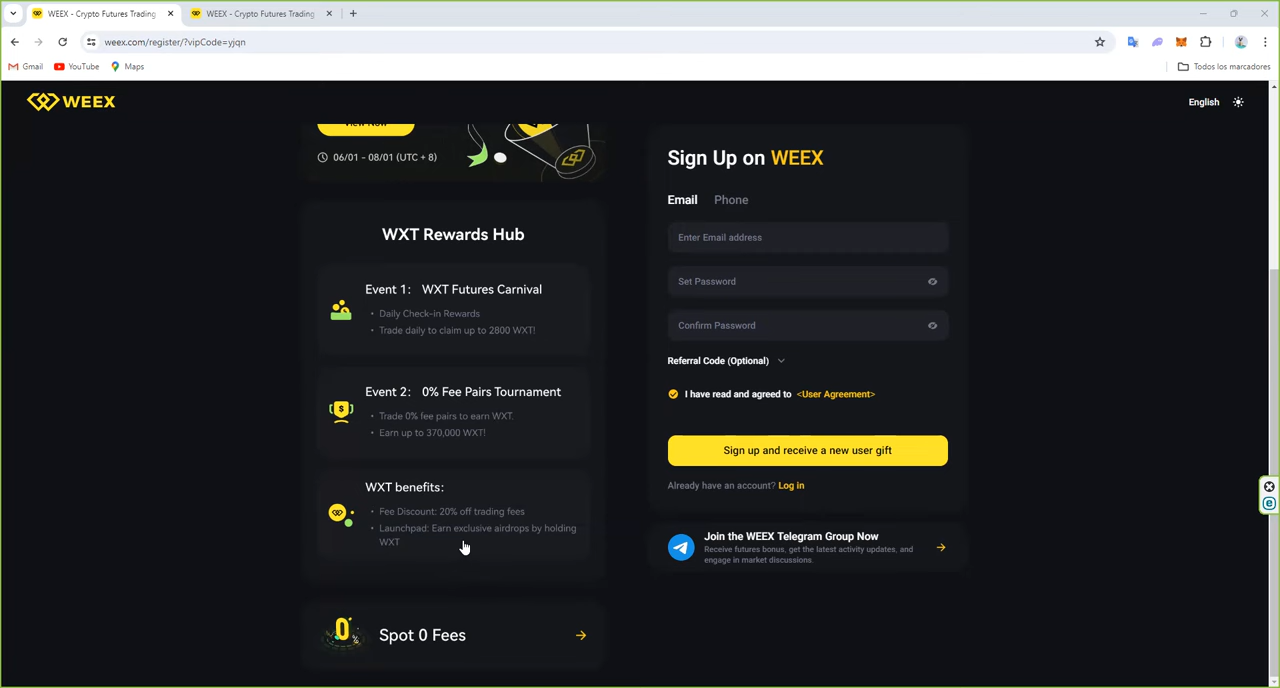 WEEX - Crypto Futures Trading
WEEX - Crypto Futures Trading
weex.com/register/?vipCode=yjqn
Gmail
YouTube
Maps
Todos los marcadores
WEEX
English
View Now
06/01 - 08/01 (UTC + 8)
WXT Rewards Hub
Event 1: WXT Futures Carnival
• Daily Check-in Rewards
• Trade daily to claim up to 2800 WXT!
Event 2: 0% Fee Pairs Tournament
• Trade 0% fee pairs to earn WXT.
• Earn up to 370,000 WXT!
WXT benefits:
• Fee Discount: 20% off trading fees
• Launchpad: Earn exclusive airdrops by holding
WXT
Spot 0 Fees
Sign Up on WEEX
Email Phone
Enter Email address
Set Password
Confirm Password
Referral Code (Optional)
I have read and agreed to <User Agreement>
Sign up and receive a new user gift
Already have an account? Log in
Join the WEEX Telegram Group Now
Receive futures bonus, get the latest activity updates, and
engage in market discussions.